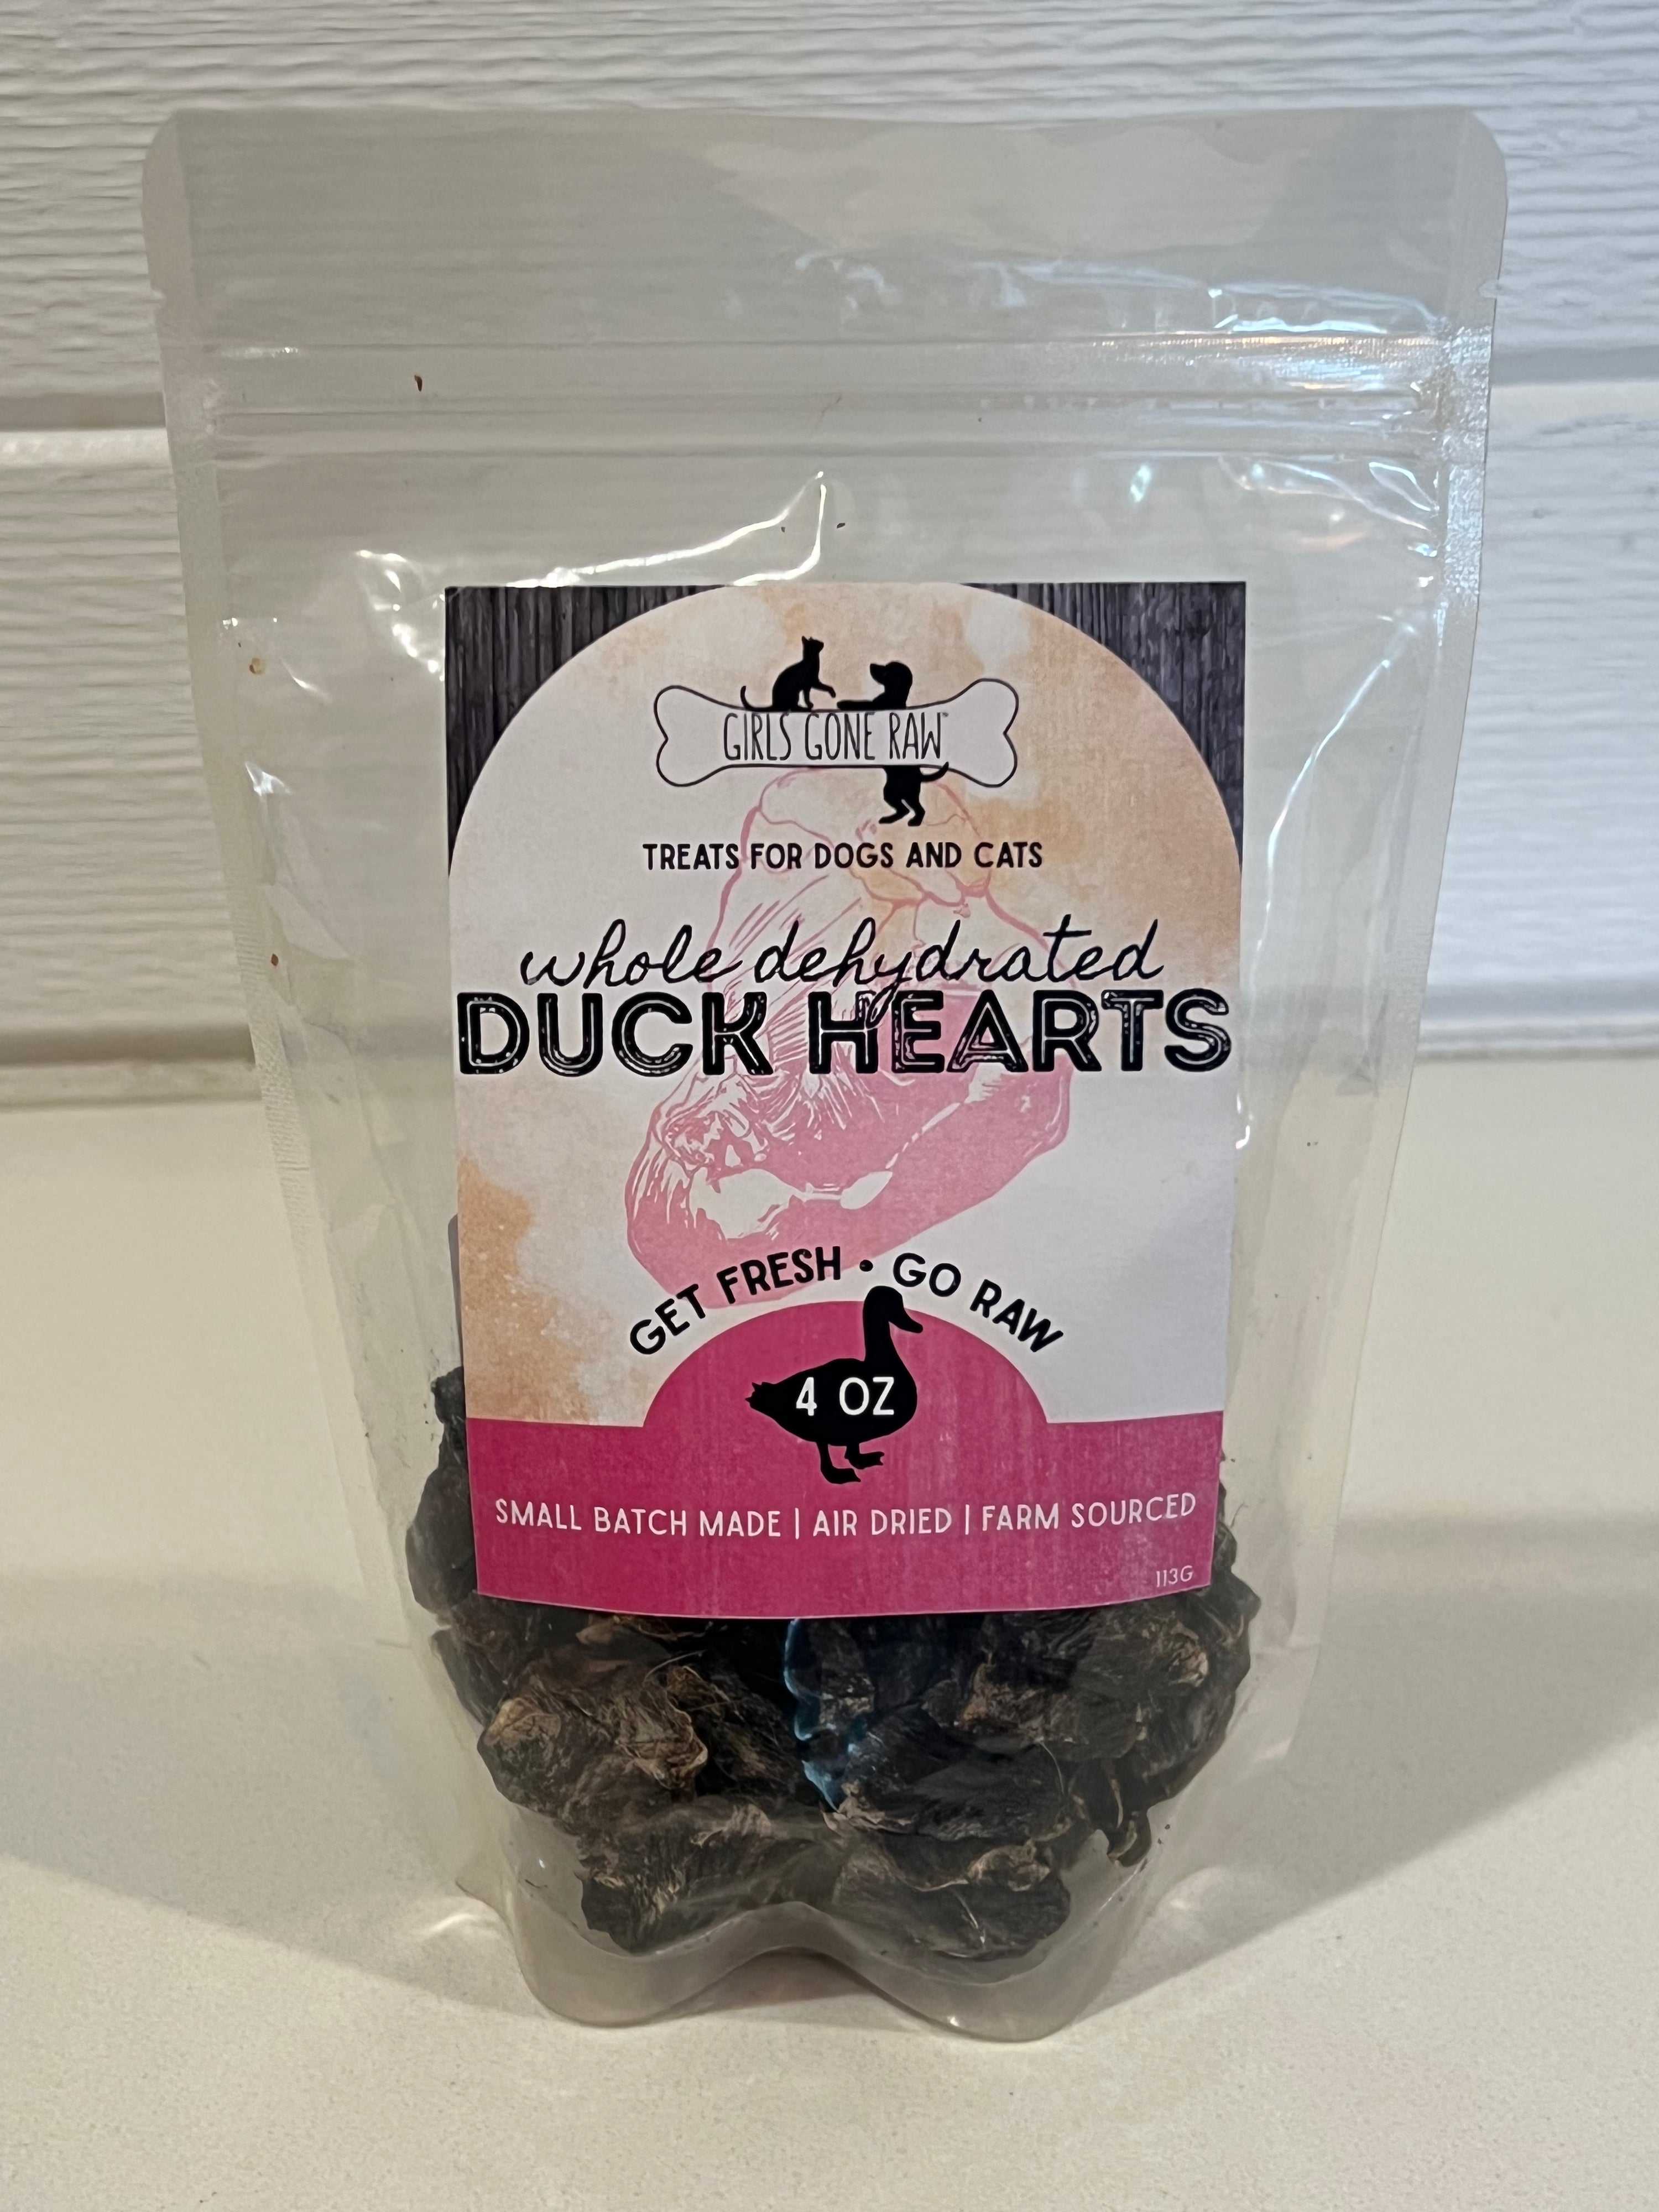 GIRLS GONE RAW™
TREATS FOR DOGS AND CATS
whole dehydrated
DUCK HEARTS
GET FRESH • GO RAW
4 OZ
SMALL BATCH MADE | AIR DRIED | FARM SOURCED
113G